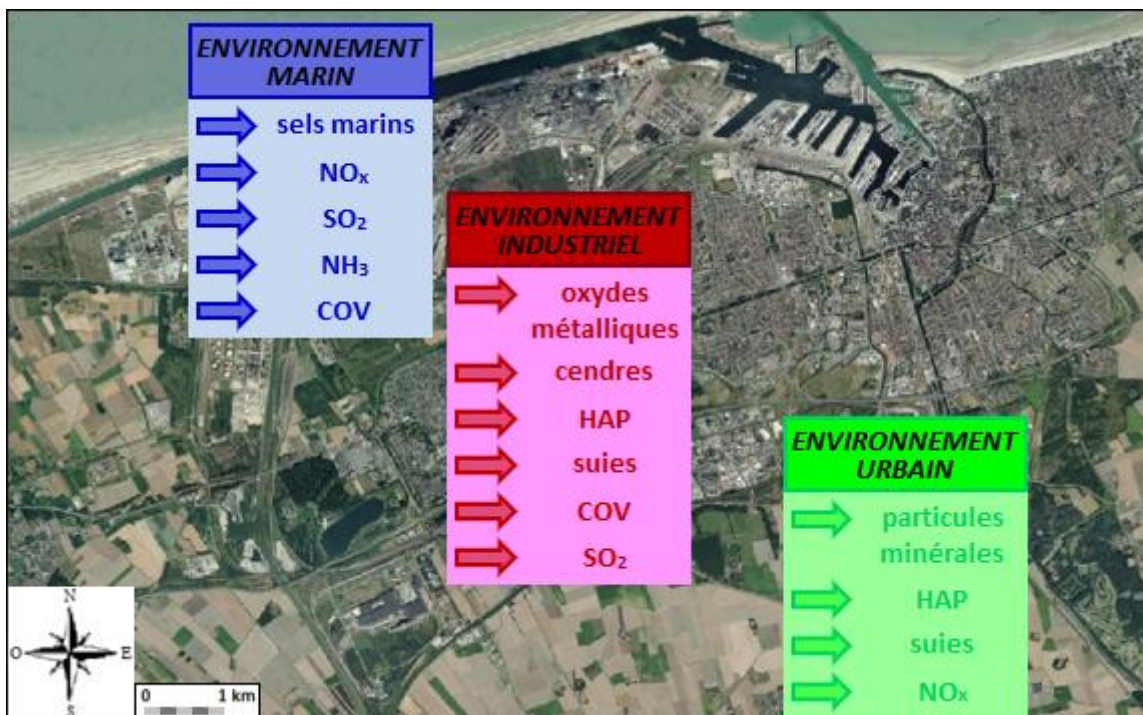 ENVIRONNEMENT
MARIN
sels marins
NOx
SO2
NH3
COV
ENVIRONNEMENT
INDUSTRIEL
oxydes
métalliques
cendres
HAP
suies
COV
SO2
ENVIRONNEMENT
URBAIN
particules
minérales
HAP
suies
NOx
N
O E
S
0 1 km